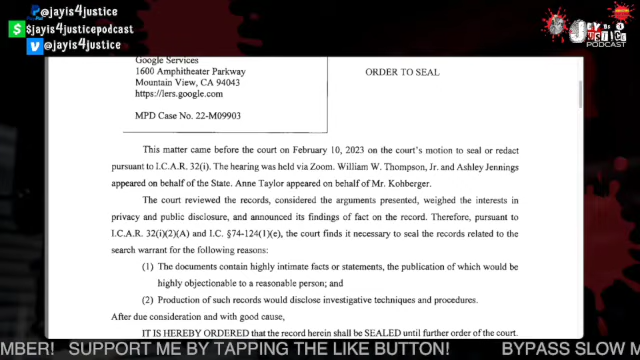 @jayis4justice
$jayis4justicepodcast
@jayis4justice
JAY IS 4
JUSTICE
PODCAST
Google Services
1600 Amphitheater Parkway
Mountain View, CA 94043
https://lers.google.com
MPD Case No. 22-M09903
ORDER TO SEAL
This matter came before the court on February 10, 2023 on the court's motion to seal or redact
pursuant to I.C.A.R. 32(i). The hearing was held via Zoom. William W. Thompson, Jr. and Ashley Jennings
appeared on behalf of the State. Anne Taylor appeared on behalf of Mr. Kohberger.
The court reviewed the records, considered the arguments presented, weighed the interests in
privacy and public disclosure, and announced its findings of fact on the record. Therefore, pursuant to
I.C.A.R. 32(i)(2)(A) and I.C. §74-124(1)(e), the court finds it necessary to seal the records related to the
search warrant for the following reasons:
(1) The documents contain highly intimate facts or statements, the publication of which would be
highly objectionable to a reasonable person; and
(2) Production of such records would disclose investigative techniques and procedures.
After due consideration and with good cause,
IT IS HEREBY ORDERED that the record herein shall be SEALED until further order of the court.
MBER! SUPPORT ME BY TAPPING THE LIKE BUTTON! BYPASS SLOW M